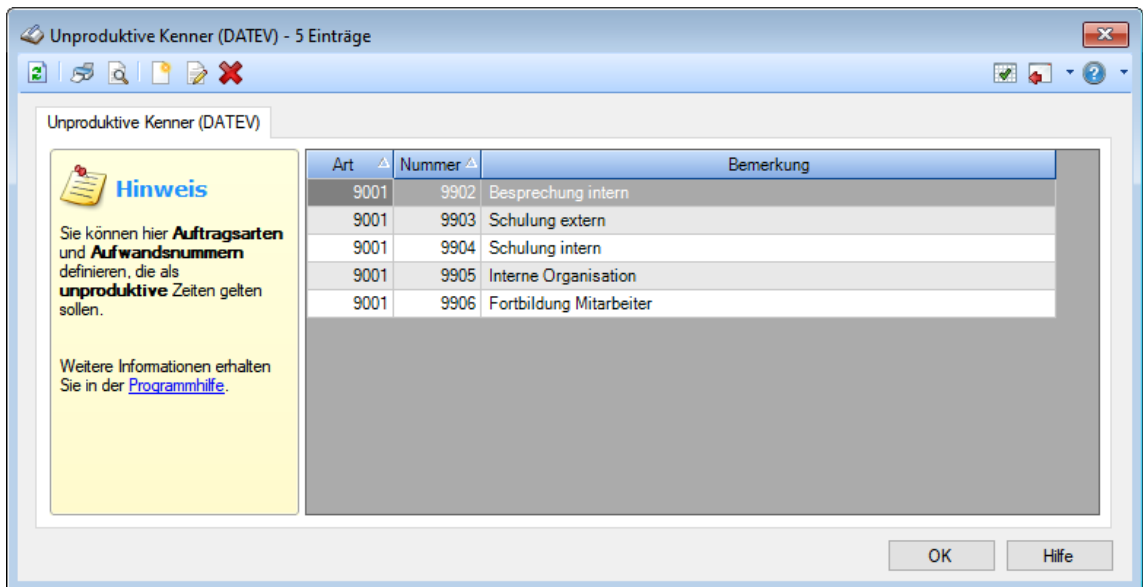 Unproduktive Kenner (DATEV) - 5 Einträge
Unproduktive Kenner (DATEV)
Hinweis
Sie können hier Auftragsarten
und Aufwandsnummern
definieren, die als
unproduktive Zeiten gelten
sollen.
Weitere Informationen erhalten
Sie in der Programmhilfe.
Art Nummer Bemerkung
9001 9902 Besprechung intern
9001 9903 Schulung extern
9001 9904 Schulung intern
9001 9905 Interne Organisation
9001 9906 Fortbildung Mitarbeiter
OK Hilfe